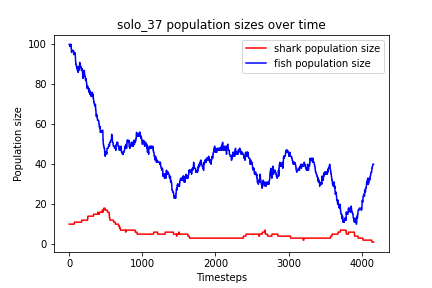 solo_37 population sizes over time
shark population size
fish population size
Population size
100
80
60
40
20
0
0 1000 2000 3000 4000
Timesteps